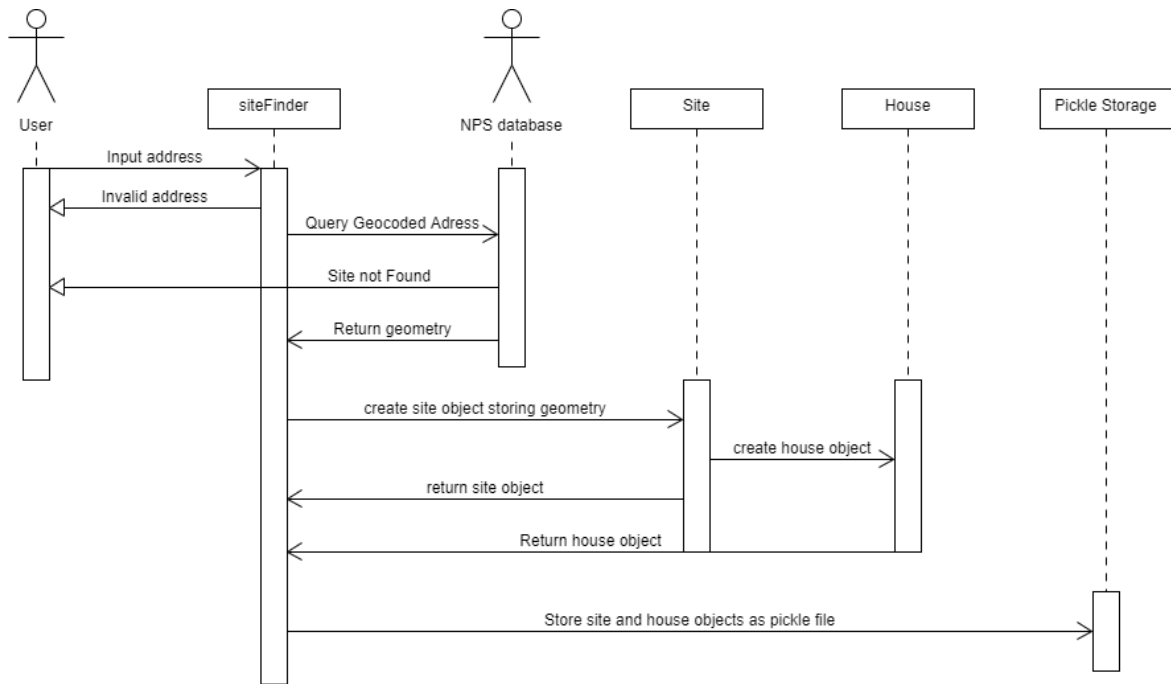 siteFinder
Site
House
Pickle Storage
User
NPS database
Input address
Invalid address
Query Geocoded Adress
Site not Found
Return geometry
create site object storing geometry
create house object
return site object
Return house object
Store site and house objects as pickle file